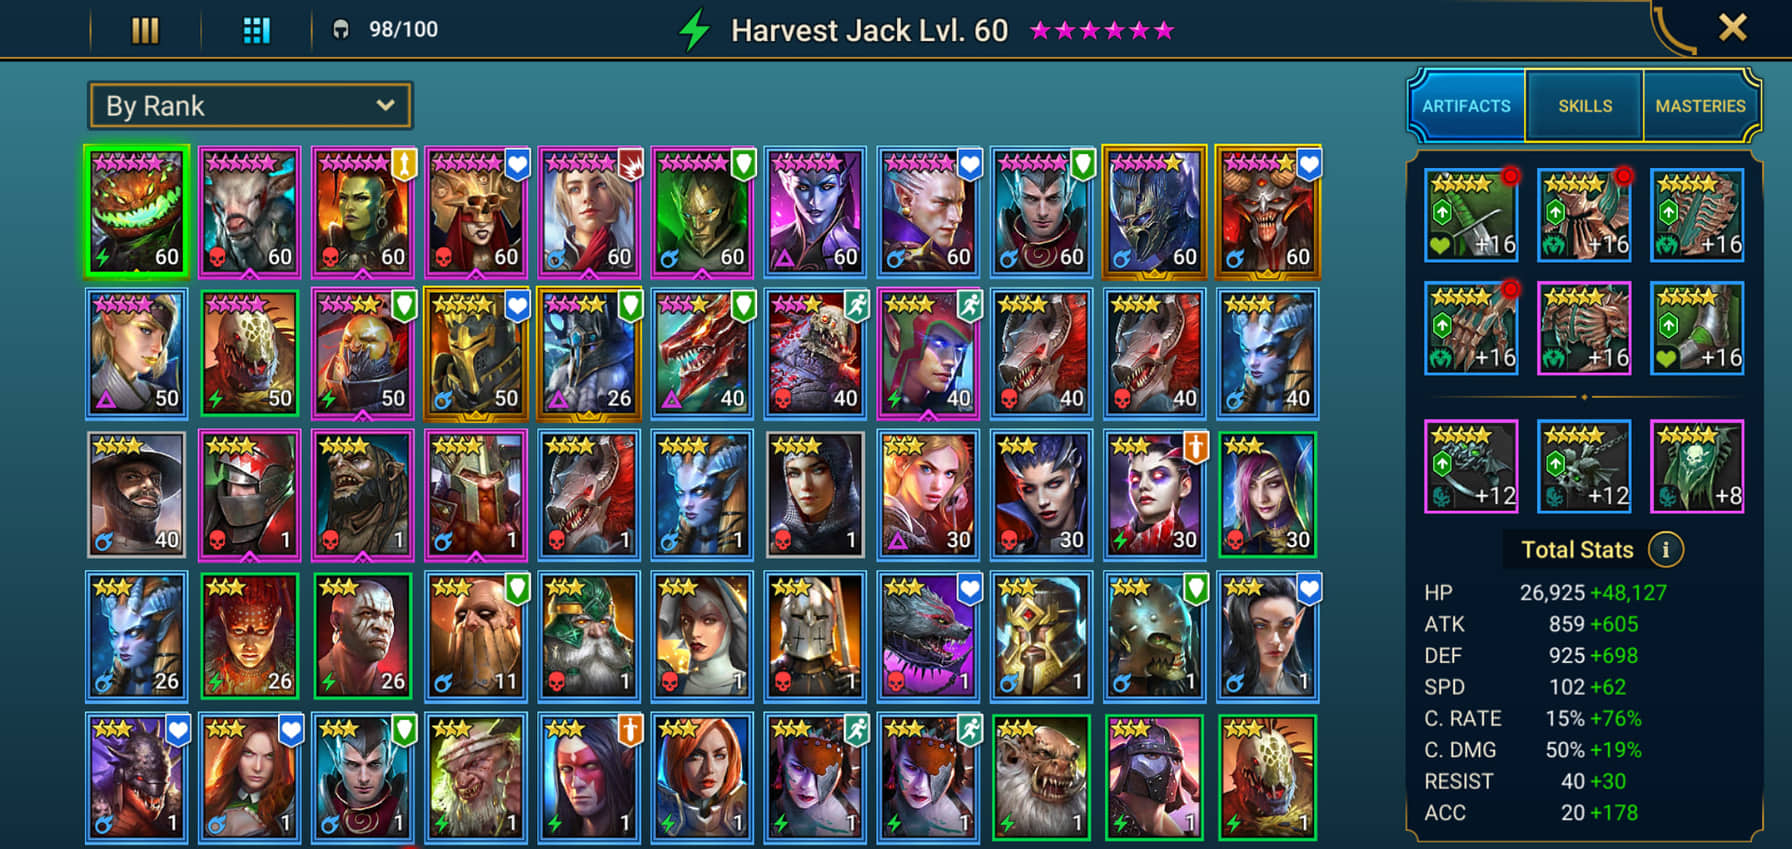 98/100
Harvest Jack Lvl. 60
By Rank
ARTIFACTS SKILLS MASTERIES
60 60 60 60 60 60 60 60 60 60 60
+16 +16 +16
50 50 50 50 26 40 40 40 40 40 40
+16 +16 +16
40 1 1 1 1 1 1 30 30 30 30
+12 +12 +8
Total Stats i
HP 26,925 +48,127
ATK 859 +605
DEF 925 +698
SPD 102 +62
26 26 26 11 1 1 1 1 1 1 1
C. RATE 15% +76%
C. DMG 50% +19%
RESIST 40 +30
ACC 20 +178
1 1 1 1 1 1 1 1 1 1 1